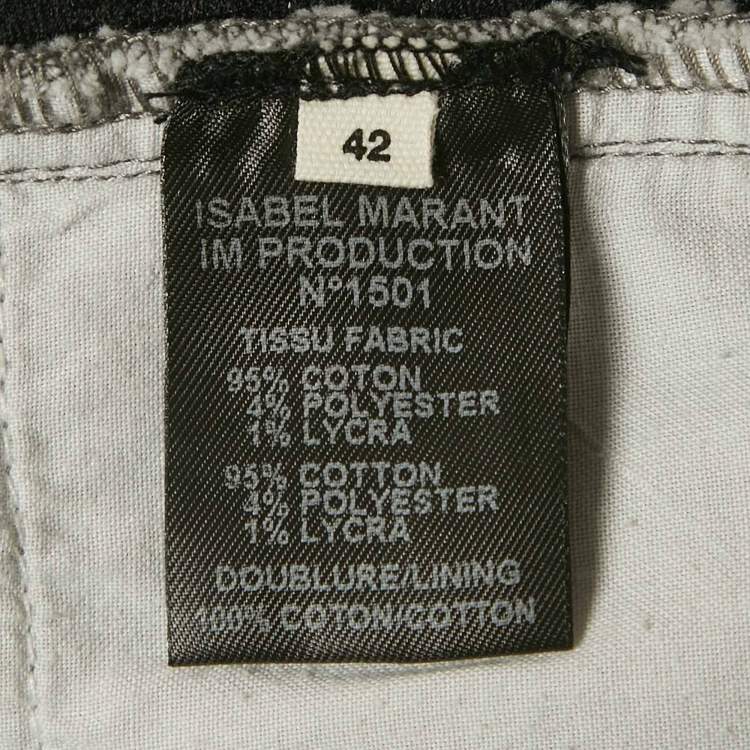 42
ISABEL MARANT
IM PRODUCTION
N°1501
TISSU FABRIC
95% COTON
4% POLYESTER
1% LYCRA
95% COTTON
4% POLYESTER
1% LYCRA
DOUBLURE/LINING
100% COTON/COTTON